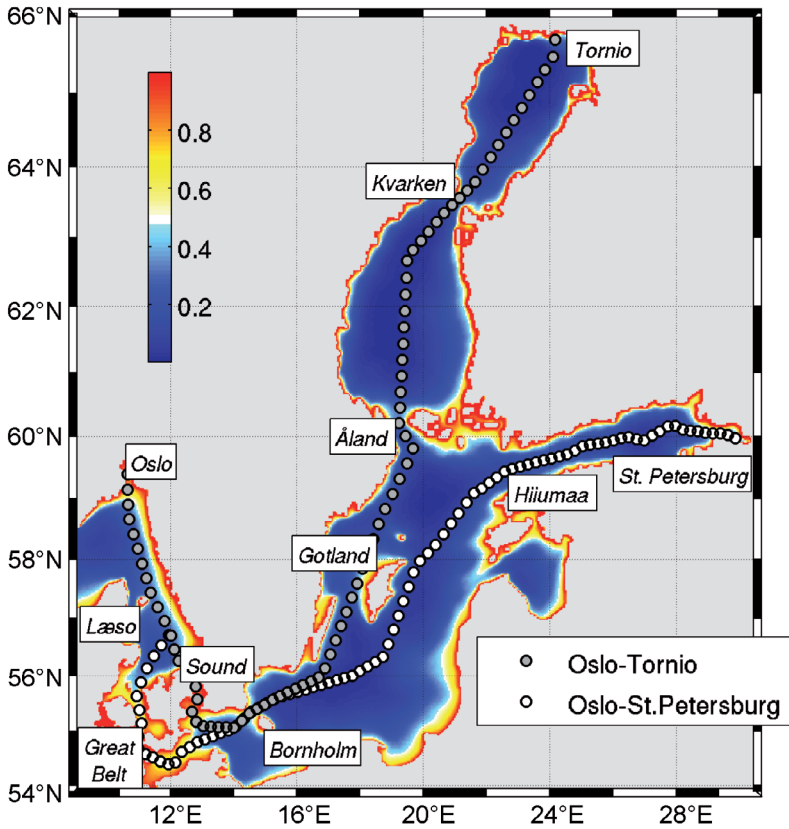 66°N
64°N
62°N
60°N
58°N
56°N
54°N
12°E
16°E
20°E
24°E
28°E
0.8
0.6
0.4
0.2
Tornio
Kvarken
Åland
Oslo
St. Petersburg
Hiiumaa
Gotland
Læso
Sound
Great
Belt
Bornholm
Oslo-Tornio
Oslo-St.Petersburg